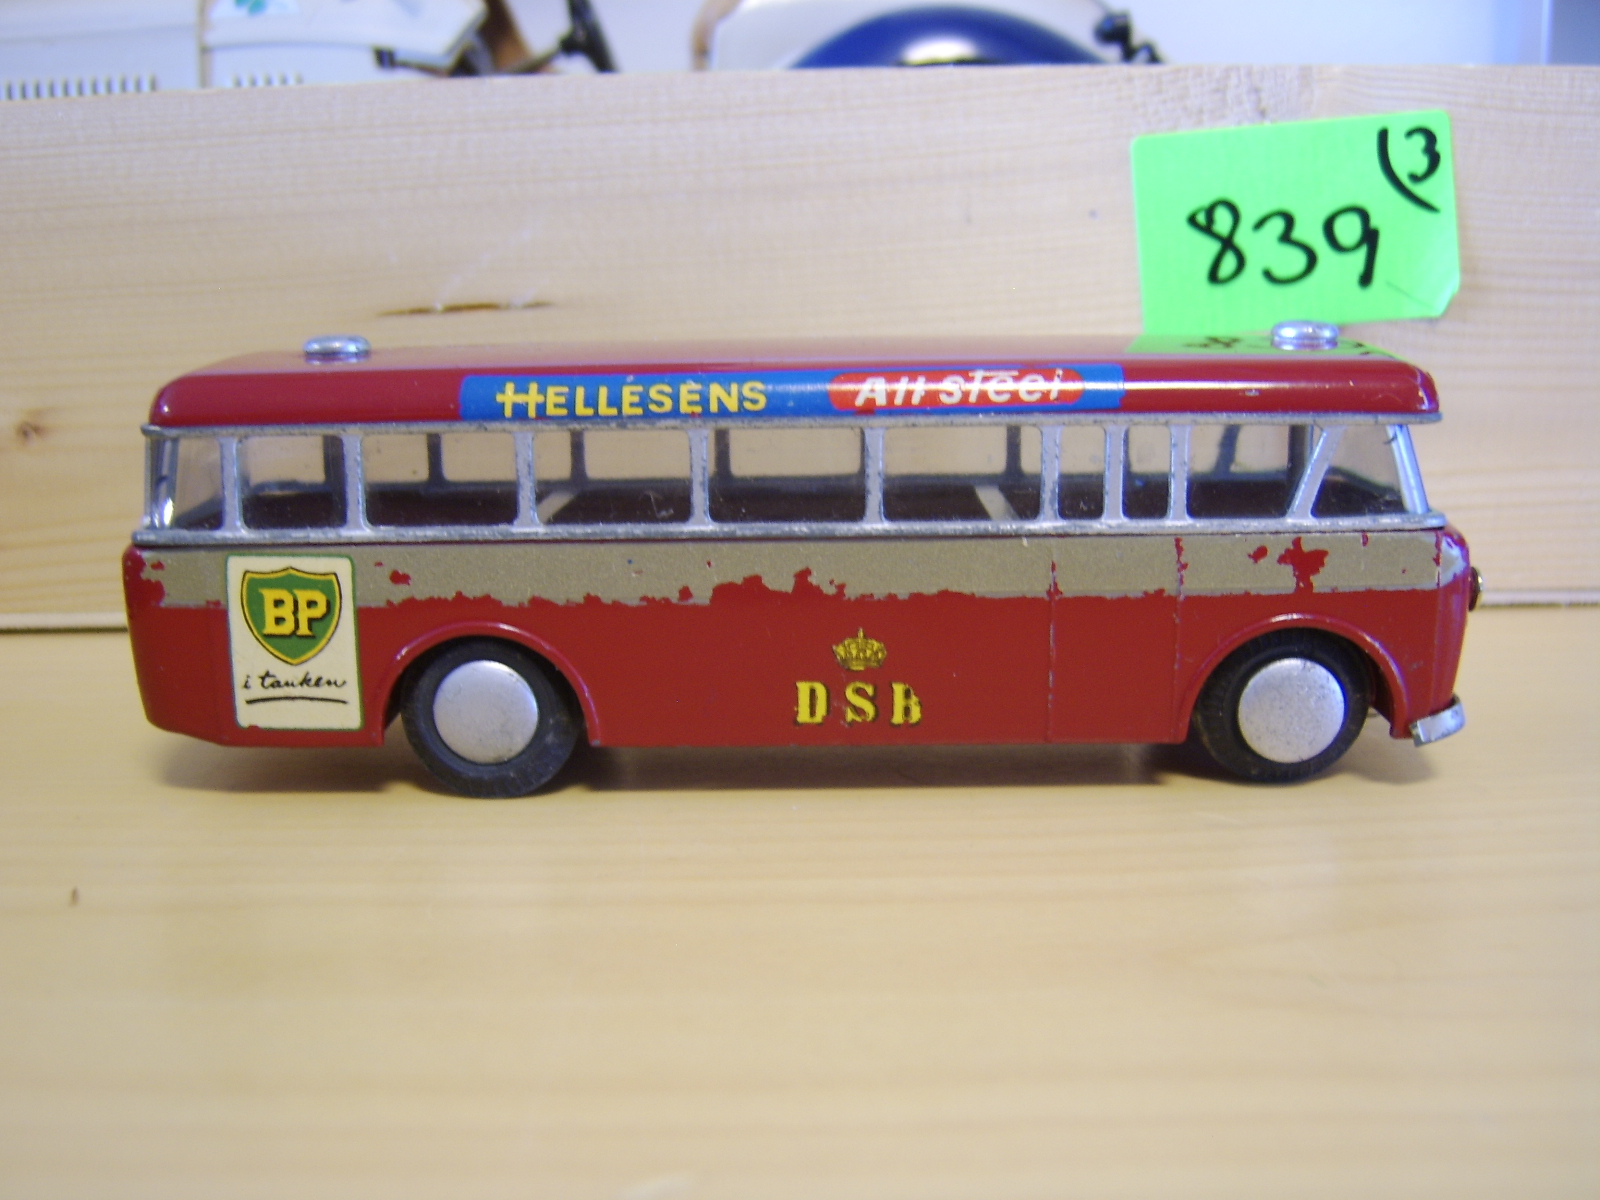 (3
839
HELLESENS All steel
BP
i tanken
DSB